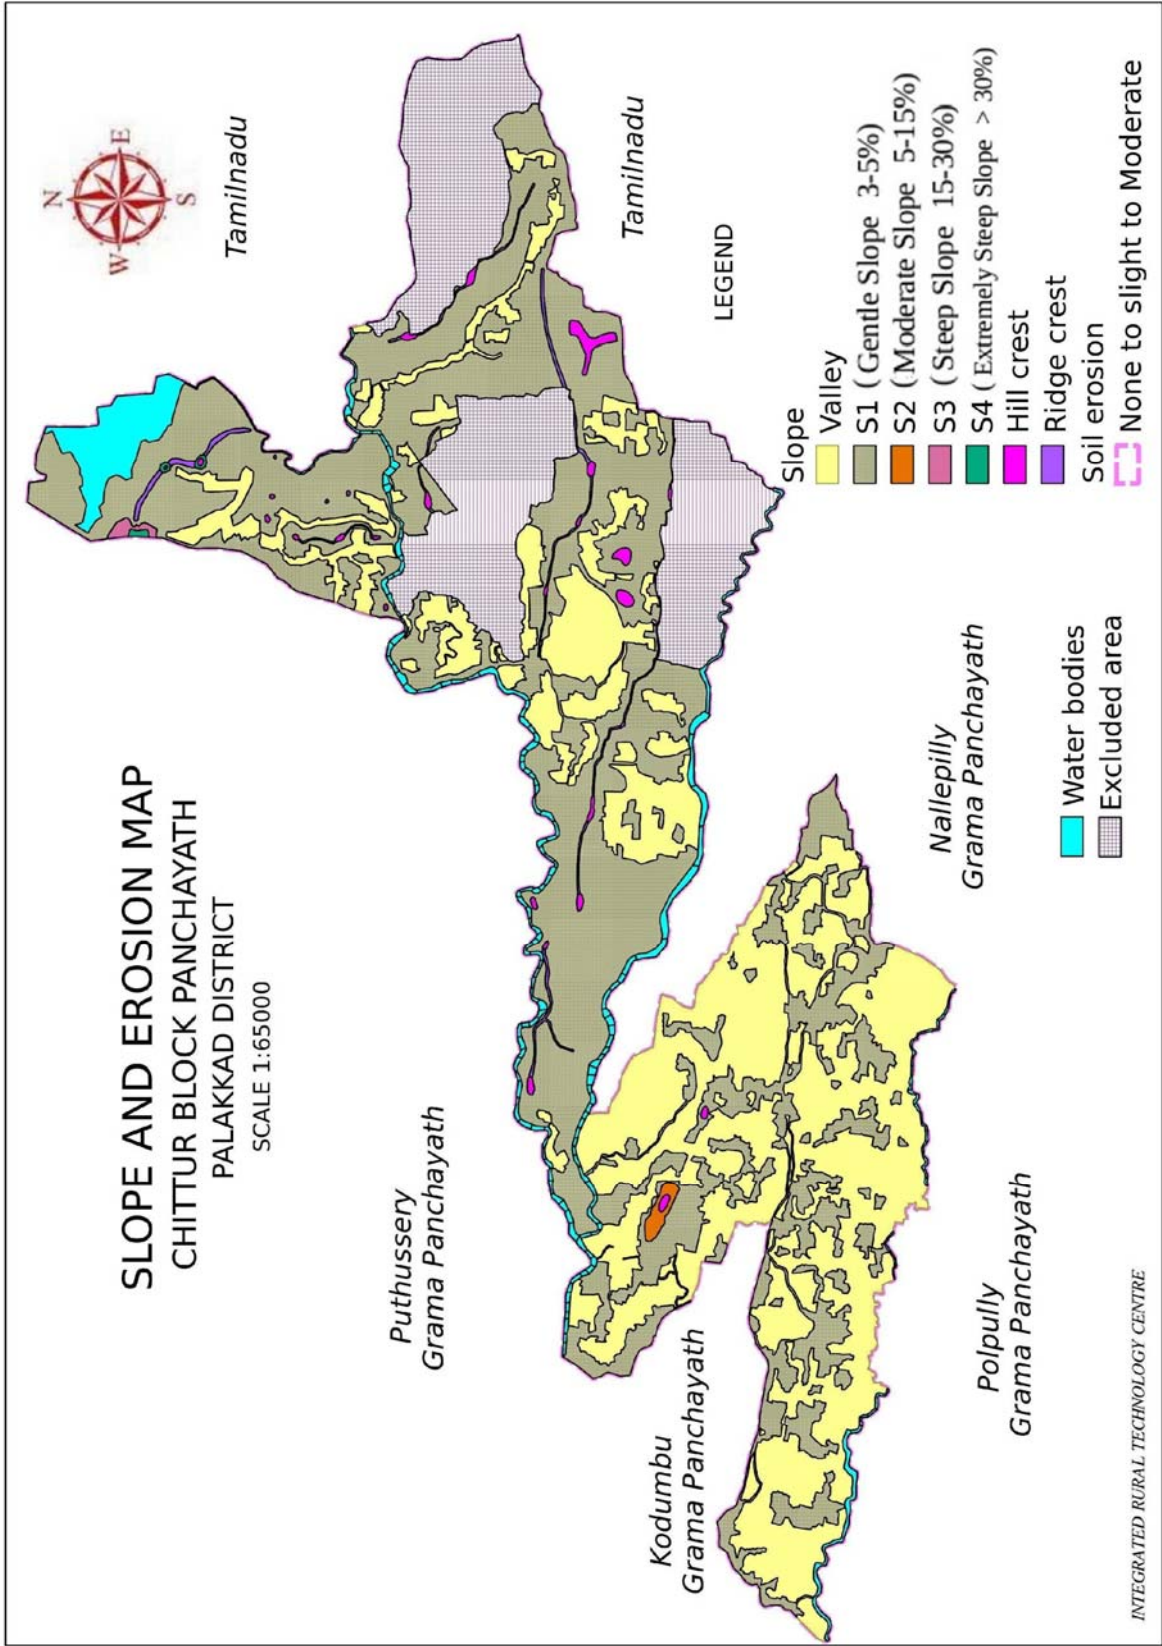 SLOPE AND EROSION MAP
CHITTUR BLOCK PANCHAYATH
PALAKKAD DISTRICT
SCALE 1:65000
N
W
E
S
Tamilnadu
Puthussery
Grama Panchayath
Tamilnadu
Kodumbu
Grama Panchayath
Nallepilly
Grama Panchayath
Polpully
Grama Panchayath
LEGEND
Slope
Valley
S1 ( Gentle Slope 3-5%)
S2 ( Moderate Slope 5-15%)
S3 ( Steep Slope 15-30%)
S4 ( Extremely Steep Slope > 30%)
Hill crest
Ridge crest
Soil erosion
None to slight to Moderate
Water bodies
Excluded area
INTEGRATED RURAL TECHNOLOGY CENTRE